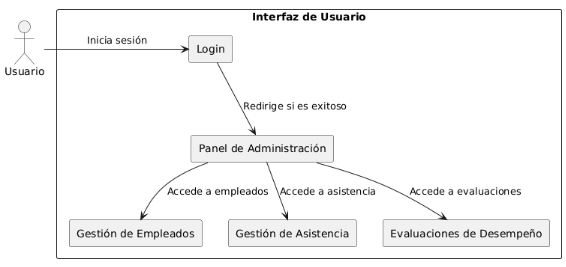 Interfaz de Usuario
Inicia sesión
Login
Usuario
Redirige si es exitoso
Panel de Administración
Accede a empleados
Accede a asistencia
Accede a evaluaciones
Gestión de Empleados
Gestión de Asistencia
Evaluaciones de Desempeño